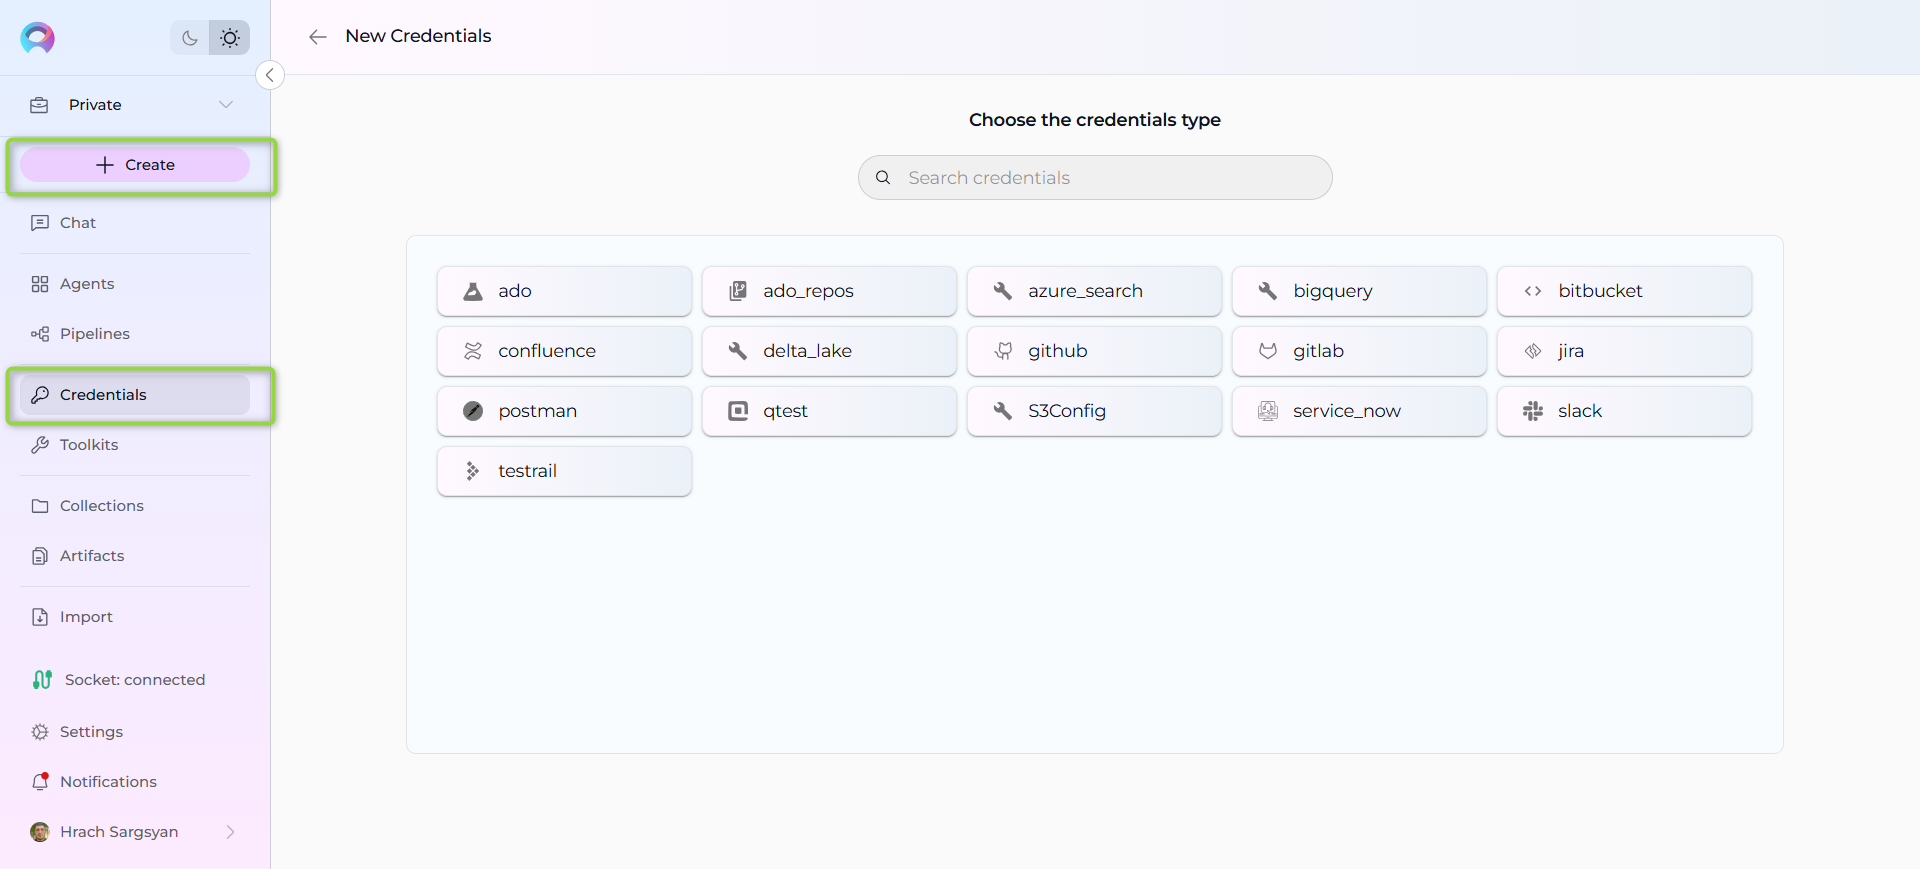 New Credentials
Private
Create
Chat
Agents
Pipelines
Credentials
Toolkits
Collections
Artifacts
Import
Socket: connected
Settings
Notifications
Hrach Sargsyan
Choose the credentials type
Search credentials
ado
ado_repos
azure_search
bigquery
bitbucket
confluence
delta_lake
github
gitlab
jira
postman
qtest
S3Config
service_now
slack
testrail